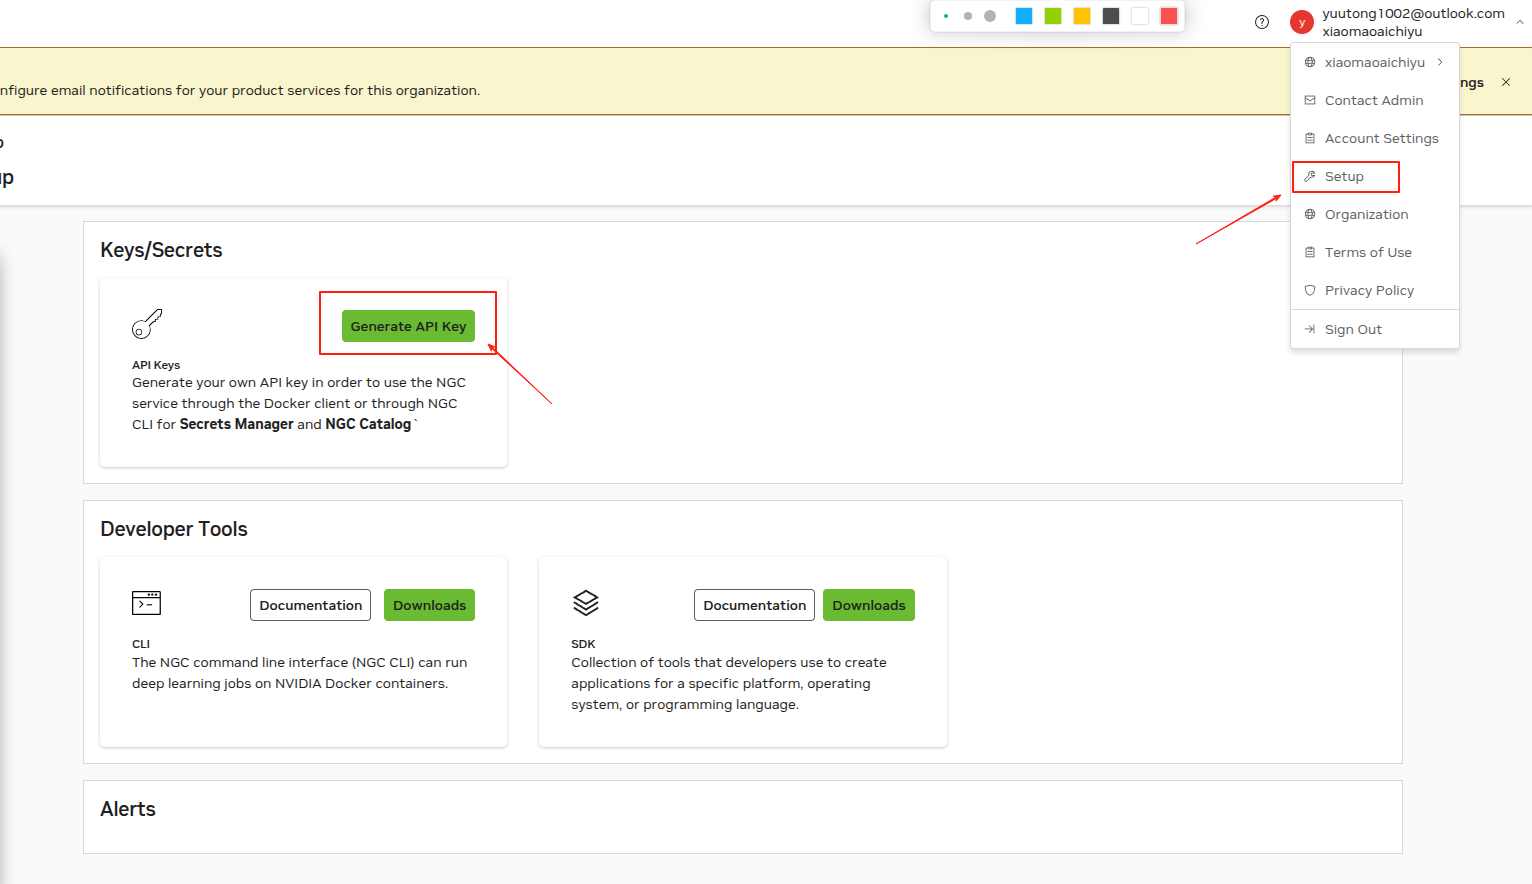 yuutong1002@outlook.com
y
xiaomaoaichiyu
xiaomaoaichiyu
nfigure email notifications for your product services for this organization.
ngs
Contact Admin
Account Settings
up
Setup
Organization
Terms of Use
Privacy Policy
Sign Out
Keys/Secrets
Generate API Key
API Keys
Generate your own API key in order to use the NGC
service through the Docker client or through NGC
CLI for Secrets Manager and NGC Catalog`
Developer Tools
Documentation
Downloads
CLI
The NGC command line interface (NGC CLI) can run
deep learning jobs on NVIDIA Docker containers.
Documentation
Downloads
SDK
Collection of tools that developers use to create
applications for a specific platform, operating
system, or programming language.
Alerts